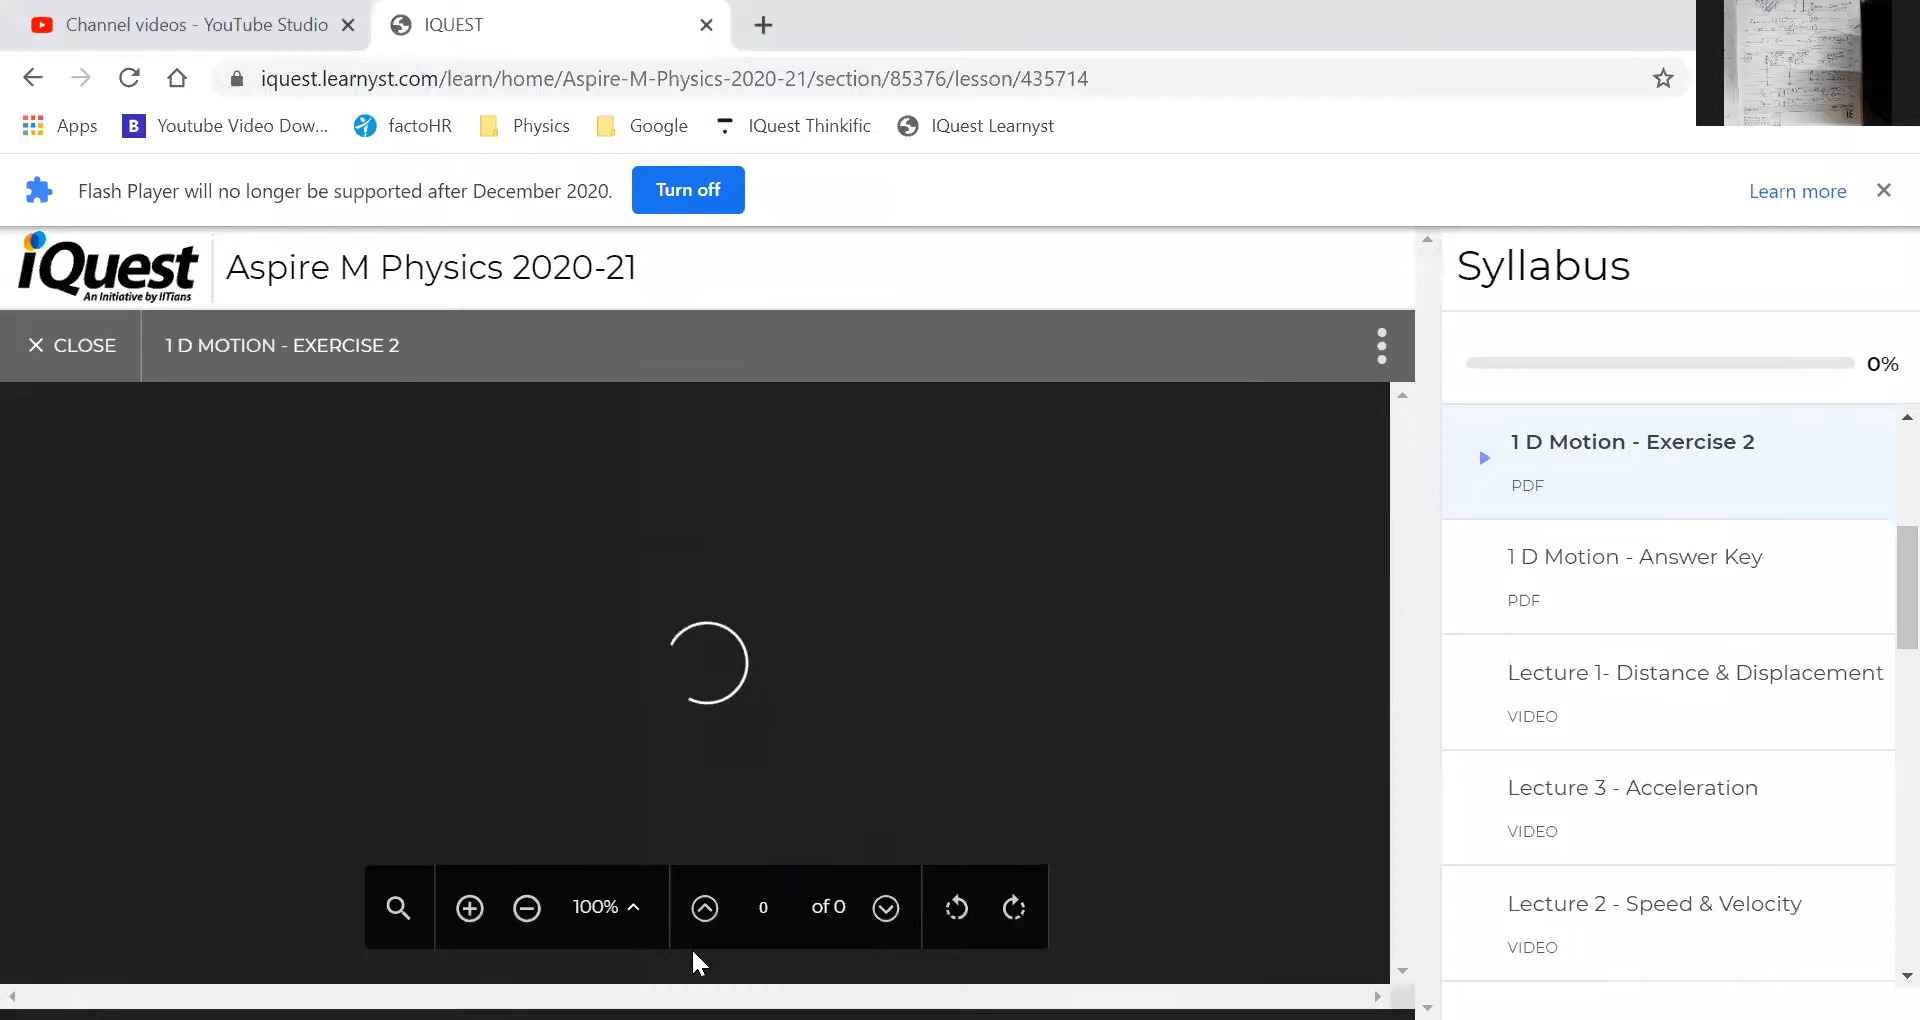 Channel videos - YouTube Studio
IQUEST
iquest.learnyst.com/learn/home/Aspire-M-Physics-2020-21/section/85376/lesson/435714
Apps
B
Youtube Video Dow...
factoHR
Physics
Google
IQuest Thinkific
IQuest Learnyst
Flash Player will no longer be supported after December 2020.
Turn off
Learn more
iQuest
An Initiative by IITians
Aspire M Physics 2020-21
CLOSE
1 D MOTION - EXERCISE 2
100%
0
of 0
Syllabus
0%
1 D Motion - Exercise 2
PDF
1 D Motion - Answer Key
PDF
Lecture 1- Distance & Displacement
VIDEO
Lecture 3 - Acceleration
VIDEO
Lecture 2 - Speed & Velocity
VIDEO